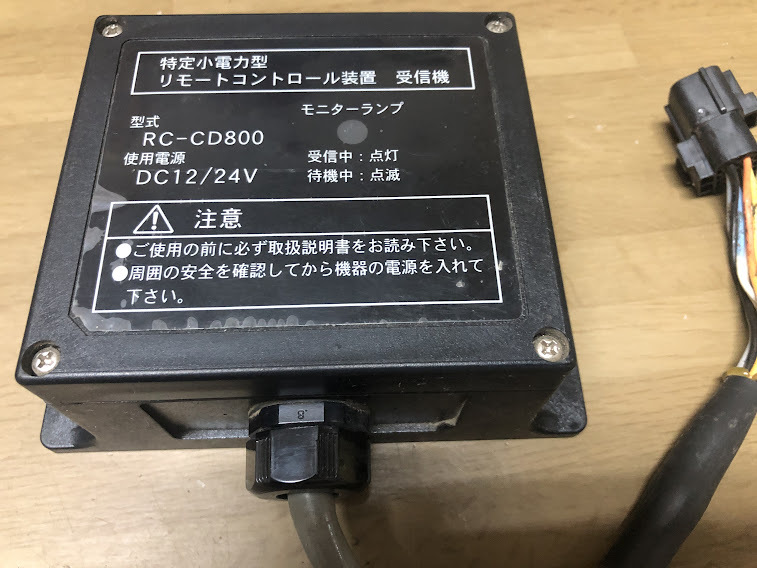 特定小電力型
リモートコントロール装置　受信機
型式
RC-CD800
使用電源
DC12/24V
モニターランプ
受信中：点灯
待機中：点滅
注意
●ご使用の前に必ず取扱説明書をお読み下さい。
●周囲の安全を確認してから機器の電源を入れて
下さい。